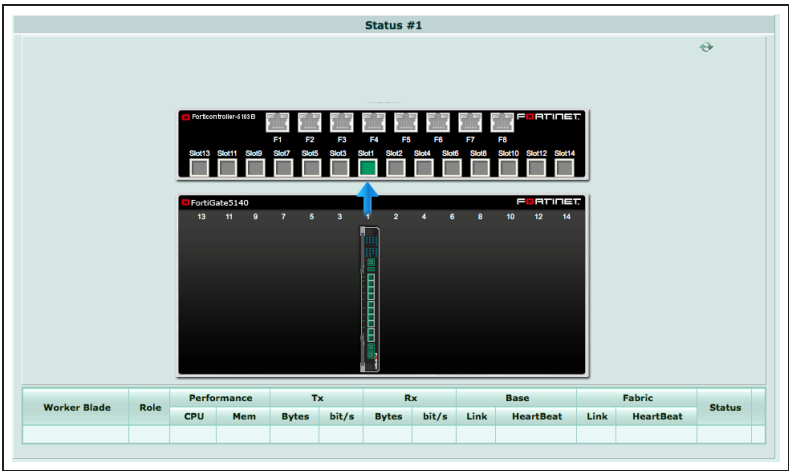 Status #1
Forticontroller-5103B FORTINET
F1 F2 F3 F4 F5 F6 F7 F8
Slot13 Slot11 Slot9 Slot7 Slot5 Slot3 Slot1 Slot2 Slot4 Slot6 Slot8 Slot10 Slot12 Slot14
FortiGate5140 FORTINET
13 11 9 7 5 3 1 2 4 6 8 10 12 14
Worker Blade Role Performance Tx Rx Base Fabric Status
CPU Mem Bytes bit/s Bytes bit/s Link HeartBeat Link HeartBeat